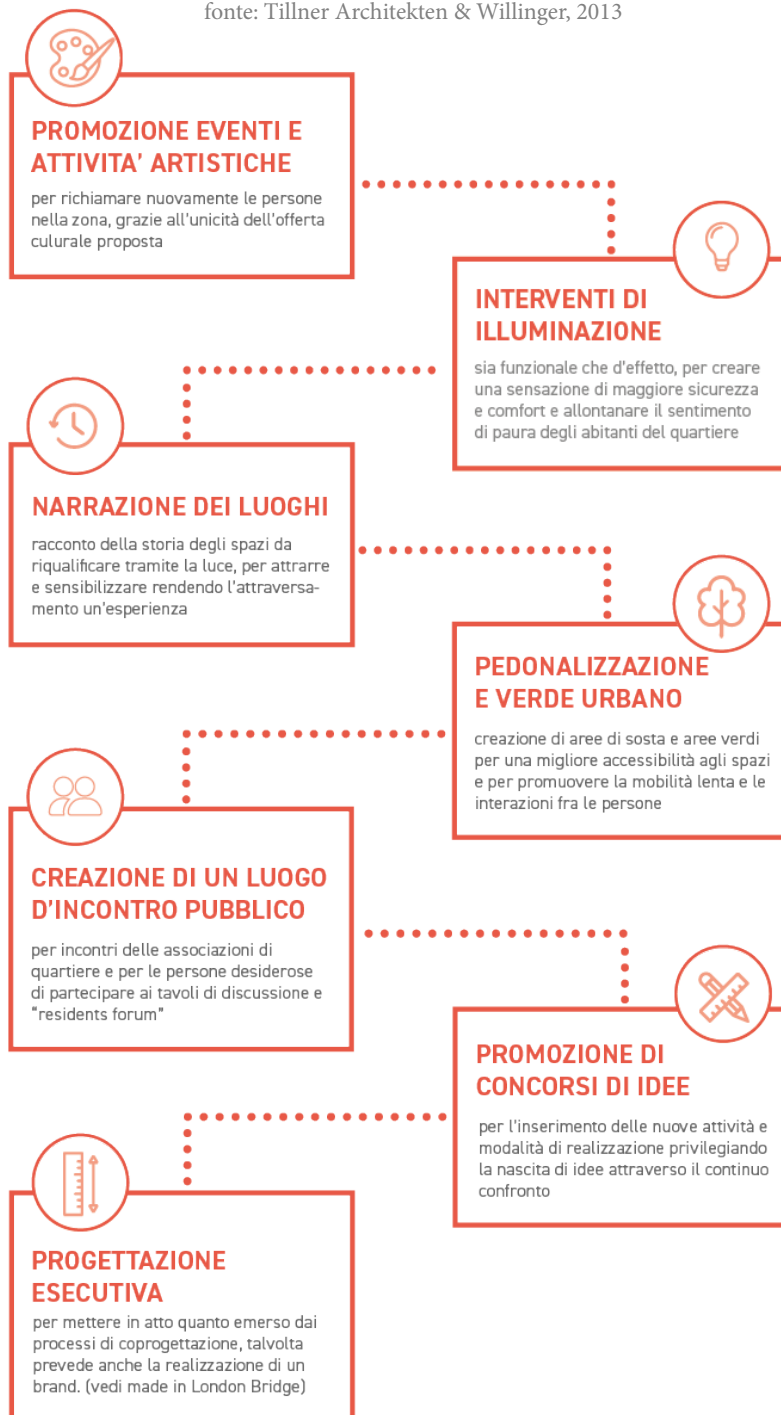 fonte: Tillner Architekten & Willinger, 2013
PROMOZIONE EVENTI E
ATTIVITA' ARTISTICHE
per richiamare nuovamente le persone
nella zona, grazie all'unicità dell'offerta
culurale proposta
INTERVENTI DI
ILLUMINAZIONE
sia funzionale che d'effetto, per creare
una sensazione di maggiore sicurezza
e comfort e allontanare il sentimento
di paura degli abitanti del quartiere
NARRAZIONE DEI LUOGHI
racconto della storia degli spazi da
riqualificare tramite la luce, per attrarre
e sensibilizzare rendendo l'attraversa-
mento un'esperienza
PEDONALIZZAZIONE
E VERDE URBANO
creazione di aree di sosta e aree verdi
per una migliore accessibilità agli spazi
e per promuovere la mobilità lenta e le
interazioni fra le persone
CREAZIONE DI UN LUOGO
D'INCONTRO PUBBLICO
per incontri delle associazioni di
quartiere e per le persone desiderose
di partecipare ai tavoli di discussione e
"residents forum"
PROMOZIONE DI
CONCORSI DI IDEE
per l'inserimento delle nuove attività e
modalità di realizzazione privilegiando
la nascita di idee attraverso il continuo
confronto
PROGETTAZIONE
ESECUTIVA
per mettere in atto quanto emerso dai
processi di coprogettazione, talvolta
prevede anche la realizzazione di un
brand. (vedi made in London Bridge)